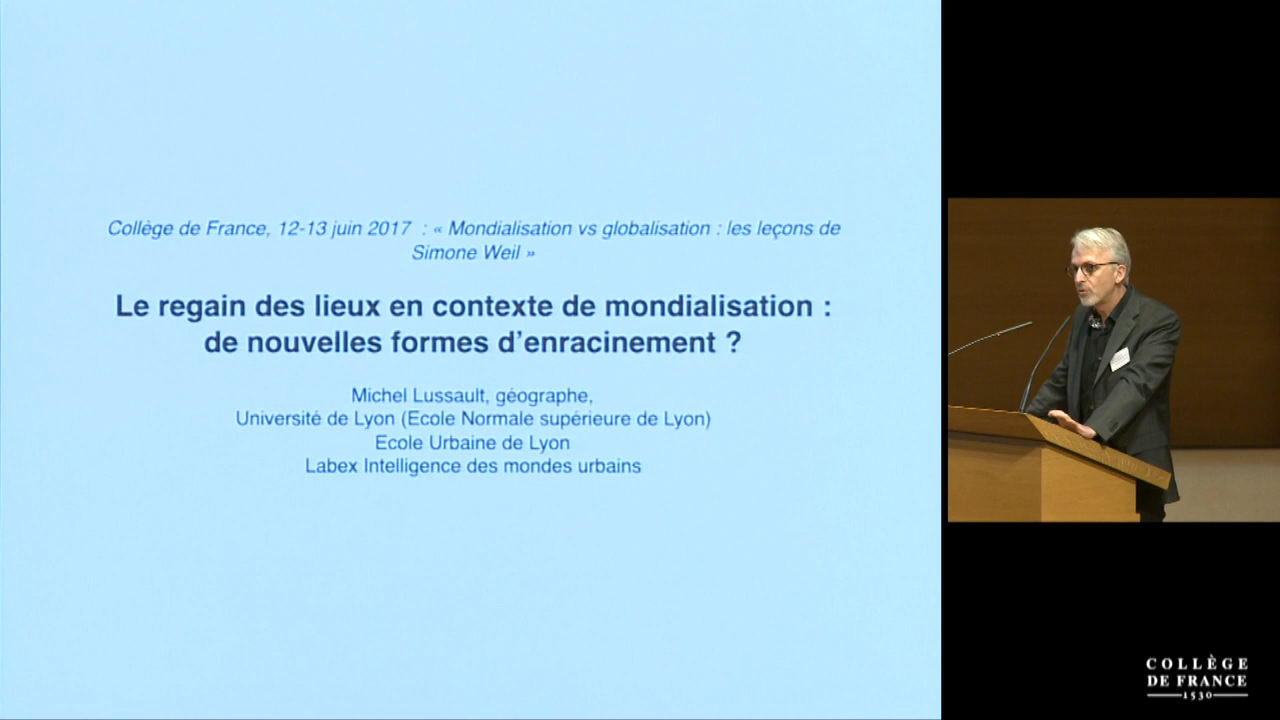 Collège de France, 12-13 juin 2017 : « Mondialisation vs globalisation : les leçons de
Simone Weil »
Le regain des lieux en contexte de mondialisation :
de nouvelles formes d'enracinement ?
Michel Lussault, géographe,
Université de Lyon (Ecole Normale supérieure de Lyon)
Ecole Urbaine de Lyon
Labex Intelligence des mondes urbains
COLLÈGE
DE FRANCE
1530